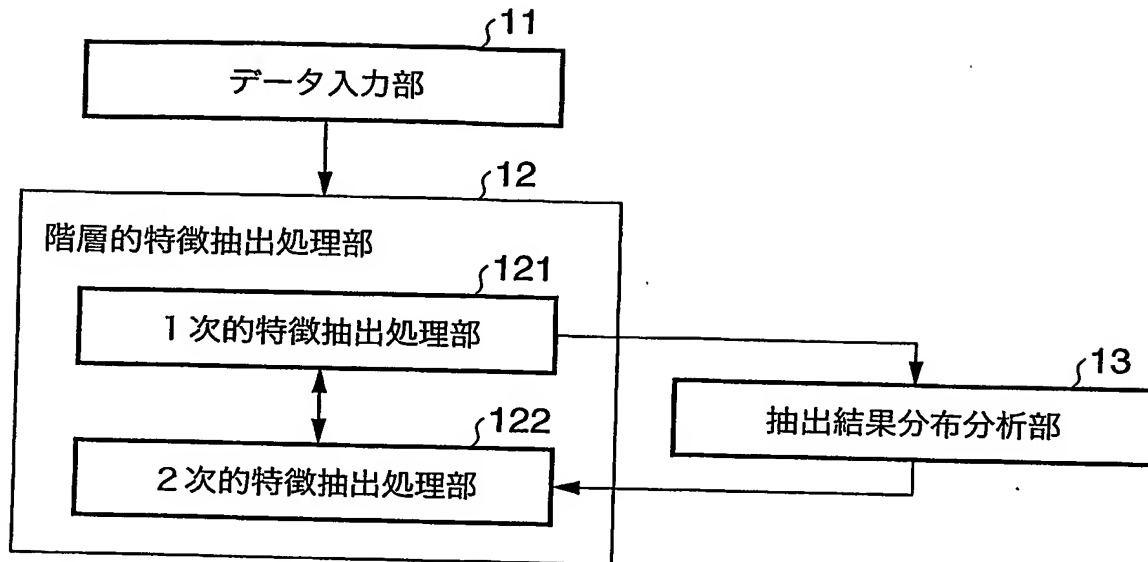 11
データ入力部
12
階層的特徴抽出処理部
121
1次的特徴抽出処理部
13
抽出結果分布分析部
122
2次的特徴抽出処理部